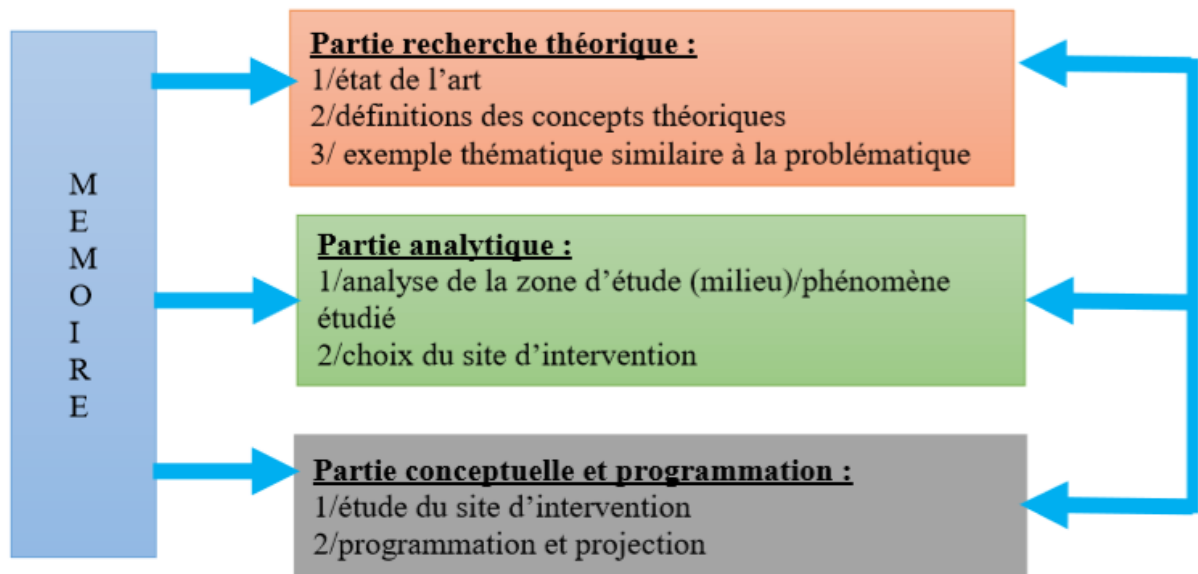 MEMOIRE
Partie recherche théorique :
1/état de l’art
2/définitions des concepts théoriques
3/ exemple thématique similaire à la problématique
Partie analytique :
1/analyse de la zone d’étude (milieu)/phénomène
étudié
2/choix du site d’intervention
Partie conceptuelle et programmation :
1/étude du site d’intervention
2/programmation et projection